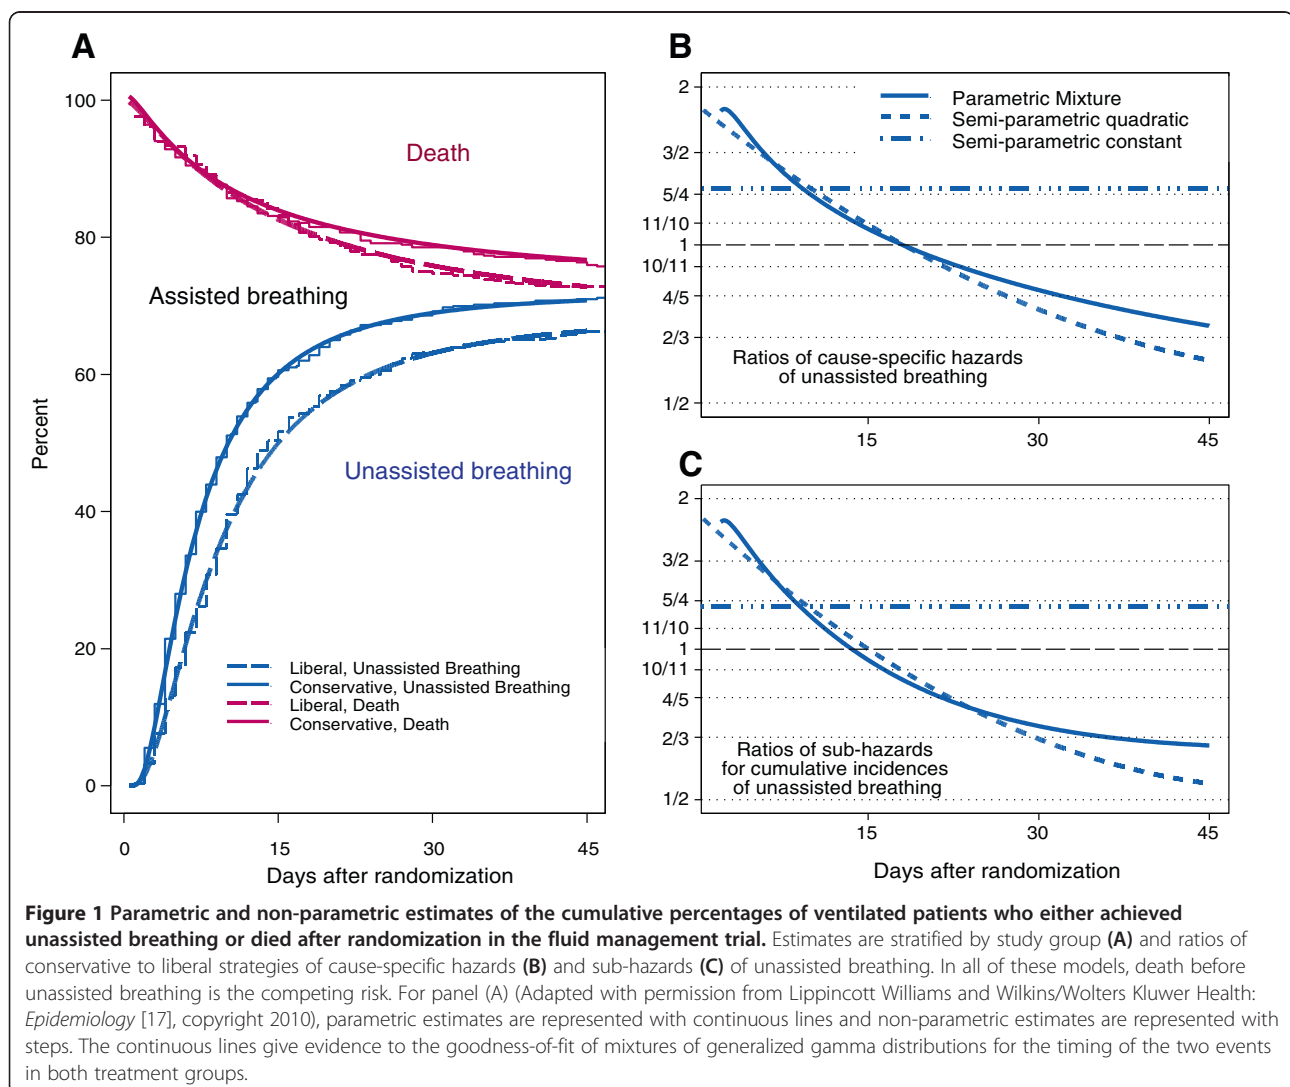 A
100
80
60
40
20
0
Percent
Death
Assisted breathing
Unassisted breathing
Liberal, Unassisted Breathing
Conservative, Unassisted Breathing
Liberal, Death
Conservative, Death
0 15 30 45
Days after randomization
B
2
3/2
5/4
11/10
1
10/11
4/5
2/3
1/2
Parametric Mixture
Semi-parametric quadratic
Semi-parametric constant
Ratios of cause-specific hazards
of unassisted breathing
15 30 45
C
2
3/2
5/4
11/10
1
10/11
4/5
2/3
1/2
Ratios of sub-hazards
for cumulative incidences
of unassisted breathing
15 30 45
Days after randomization
Figure 1 Parametric and non-parametric estimates of the cumulative percentages of ventilated patients who either achieved
unassisted breathing or died after randomization in the fluid management trial. Estimates are stratified by study group (A) and ratios of
conservative to liberal strategies of cause-specific hazards (B) and sub-hazards (C) of unassisted breathing. In all of these models, death before
unassisted breathing is the competing risk. For panel (A) (Adapted with permission from Lippincott Williams and Wilkins/Wolters Kluwer Health:
Epidemiology [17], copyright 2010), parametric estimates are represented with continuous lines and non-parametric estimates are represented with
steps. The continuous lines give evidence to the goodness-of-fit of mixtures of generalized gamma distributions for the timing of the two events
in both treatment groups.